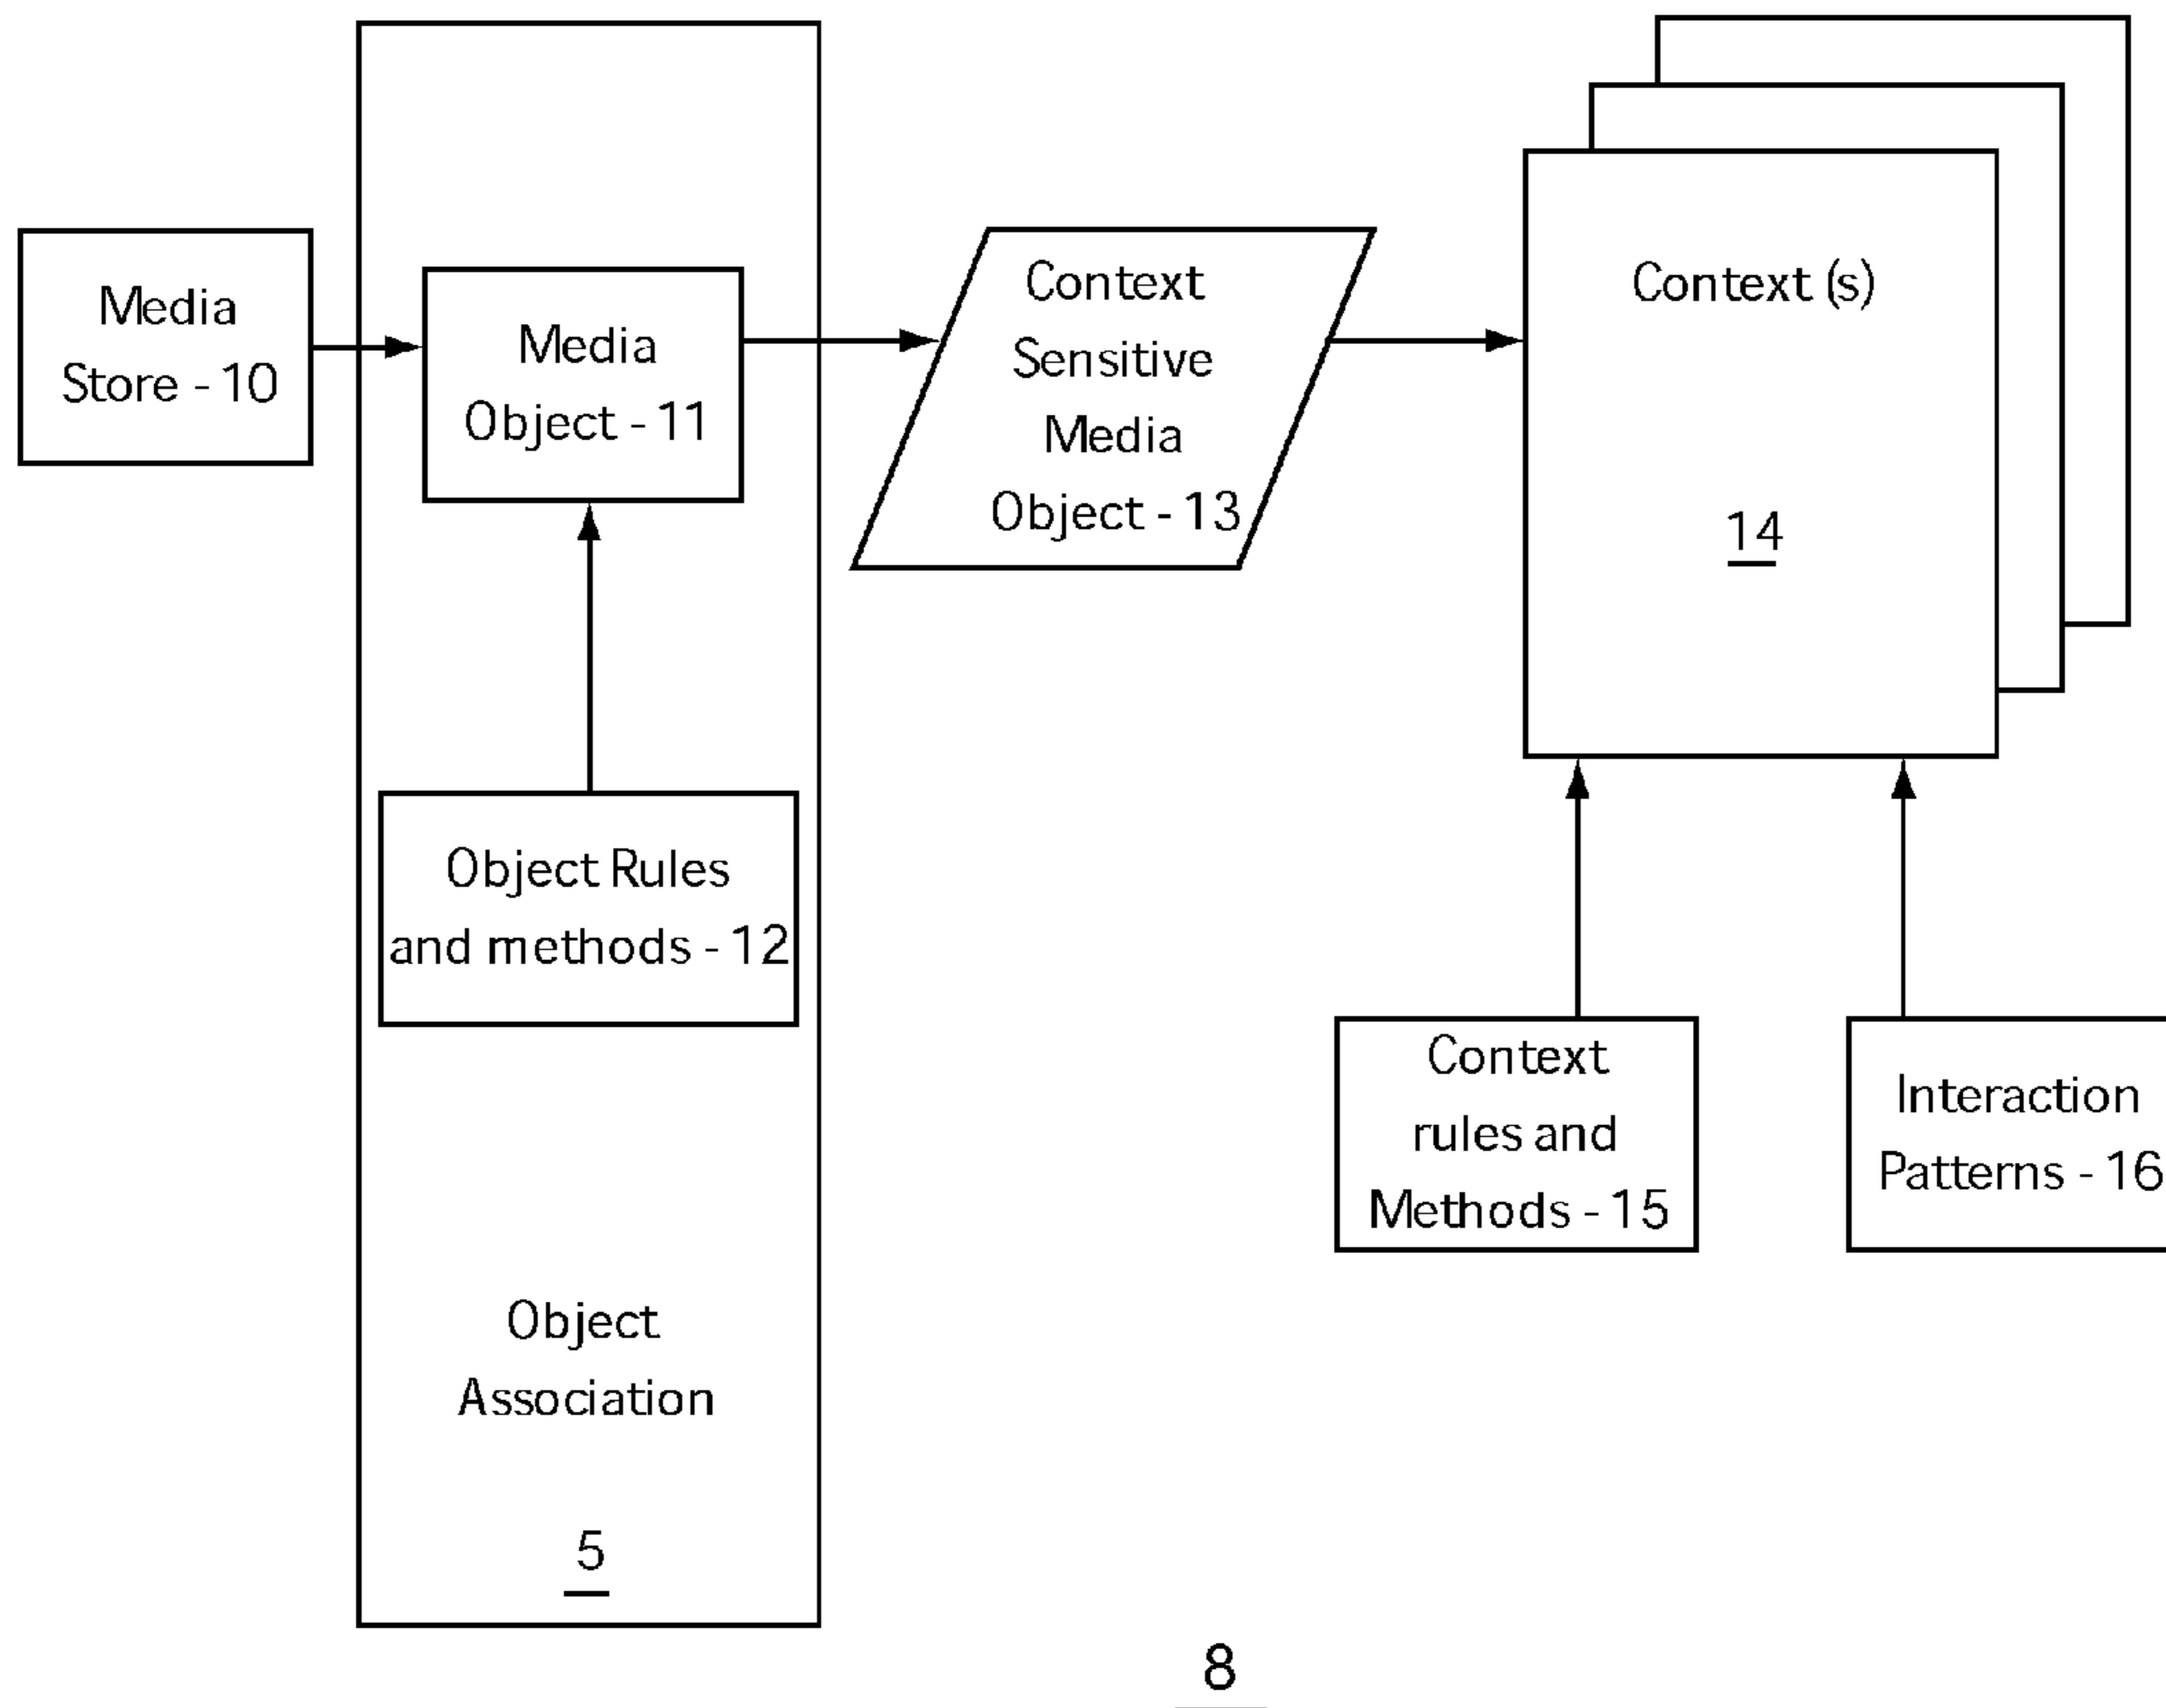 Media
Store - 10
Media
Object - 11
Context
Sensitive
Media
Object - 13
Context (s)
14
Object Rules
and methods - 12
Context
rules and
Methods - 15
Interaction
Patterns - 16
Object
Association
5
8